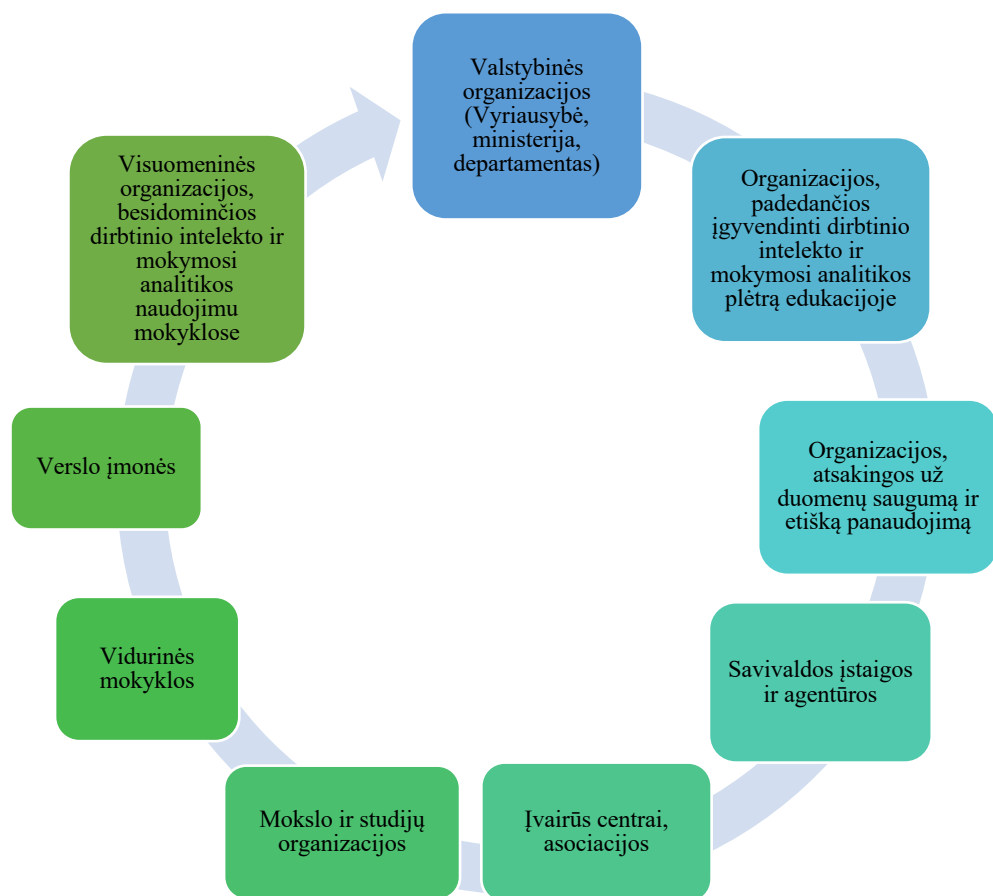 Valstybinės
organizacijos
(Vyriausybė,
ministerija,
departamentas)
Organizacijos,
padedančios
įgyvendinti dirbtinio
intelekto ir
mokymosi analitikos
plėtrą edukacijoje
Organizacijos,
atsakingos už
duomenų saugumą ir
etišką panaudojimą
Savivaldos įstaigos
ir agentūros
Įvairūs centrai,
asociacijos
Mokslo ir studijų
organizacijos
Vidurinės
mokyklos
Verslo įmonės
Visuomeninės
organizacijos,
besidominčios
dirbtinio intelekto ir
mokymosi
analitikos
naudojimu
mokyklose